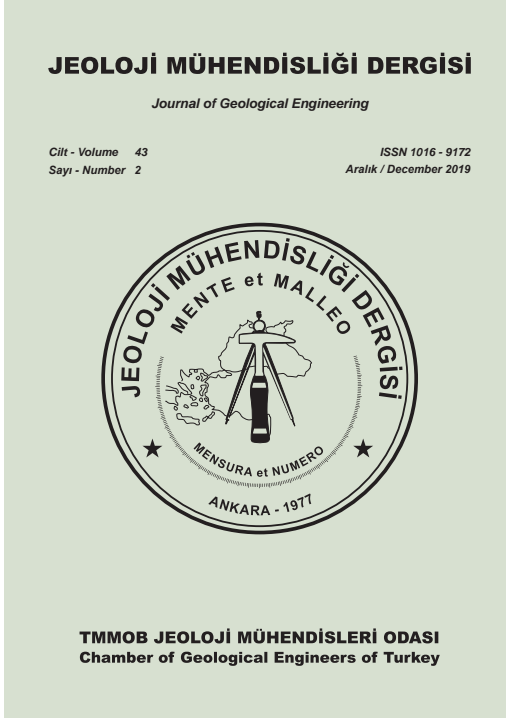 JEOLOJİ MÜHENDİSLİĞİ DERGİSİ
Journal of Geological Engineering
Cilt - Volume 43
ISSN 1016 - 9172
Sayı - Number 2
Aralık / December 2019
JEOLOJİ MÜHENDİSLİĞİ DERGİSİ
MENTE et MALLEO
MENSURA et NUMERO
ANKARA - 1977
TMMOB JEOLOJİ MÜHENDİSLERİ ODASI
Chamber of Geological Engineers of Turkey